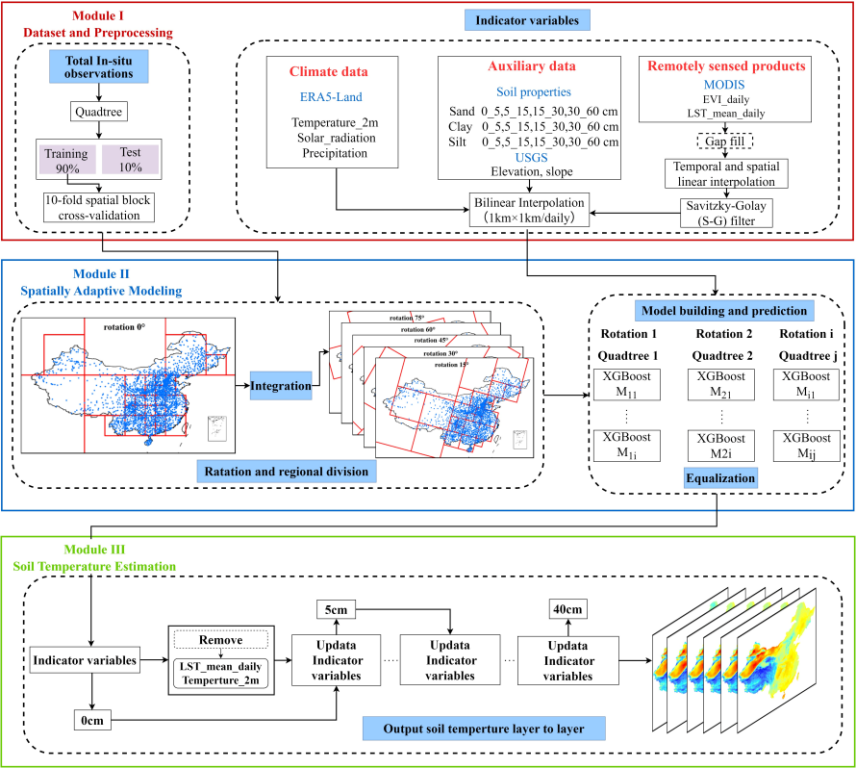 Module I
Dataset and Preprocessing
Total In-situ
observations
Quadtree
Training
90%
Test
10%
10-fold spatial block
cross-validation
Indicator variables
Climate data
ERA5-Land
Temperature_2m
Solar_radiation
Precipitation
Auxiliary data
Soil properties
Sand 0_5,5_15,15_30,30_60 cm
Clay 0_5,5_15,15_30,30_60 cm
Silt 0_5,5_15,15_30,30_60 cm
USGS
Elevation, slope
Remotely sensed products
MODIS
EVI_daily
LST_mean_daily
Gap fill
Temporal and spatial
linear interpolation
Savitzky-Golay
(S-G) filter
Bilinear Interpolation
(1km×1km/daily)
Module II
Spatially Adaptive Modeling
rotation 0°
Integration
rotation 75°
rotation 60°
rotation 45°
rotation 30°
rotation 15°
Ratation and regional division
Model building and prediction
Rotation 1 Rotation 2 Rotation i
Quadtree 1 Quadtree 2 Quadtree j
XGBoost XGBoost XGBoost
M11 M21 Mi1
XGBoost XGBoost XGBoost
M1i M2i Mij
Equalization
Module III
Soil Temperature Estimation
Indicator variables
0cm
Remove
LST_mean_daily
Temperture_2m
5cm
Updata
Indicator
variables
Updata
Indicator
variables
40cm
Updata
Indicator
variables
Output soil temperture layer to layer